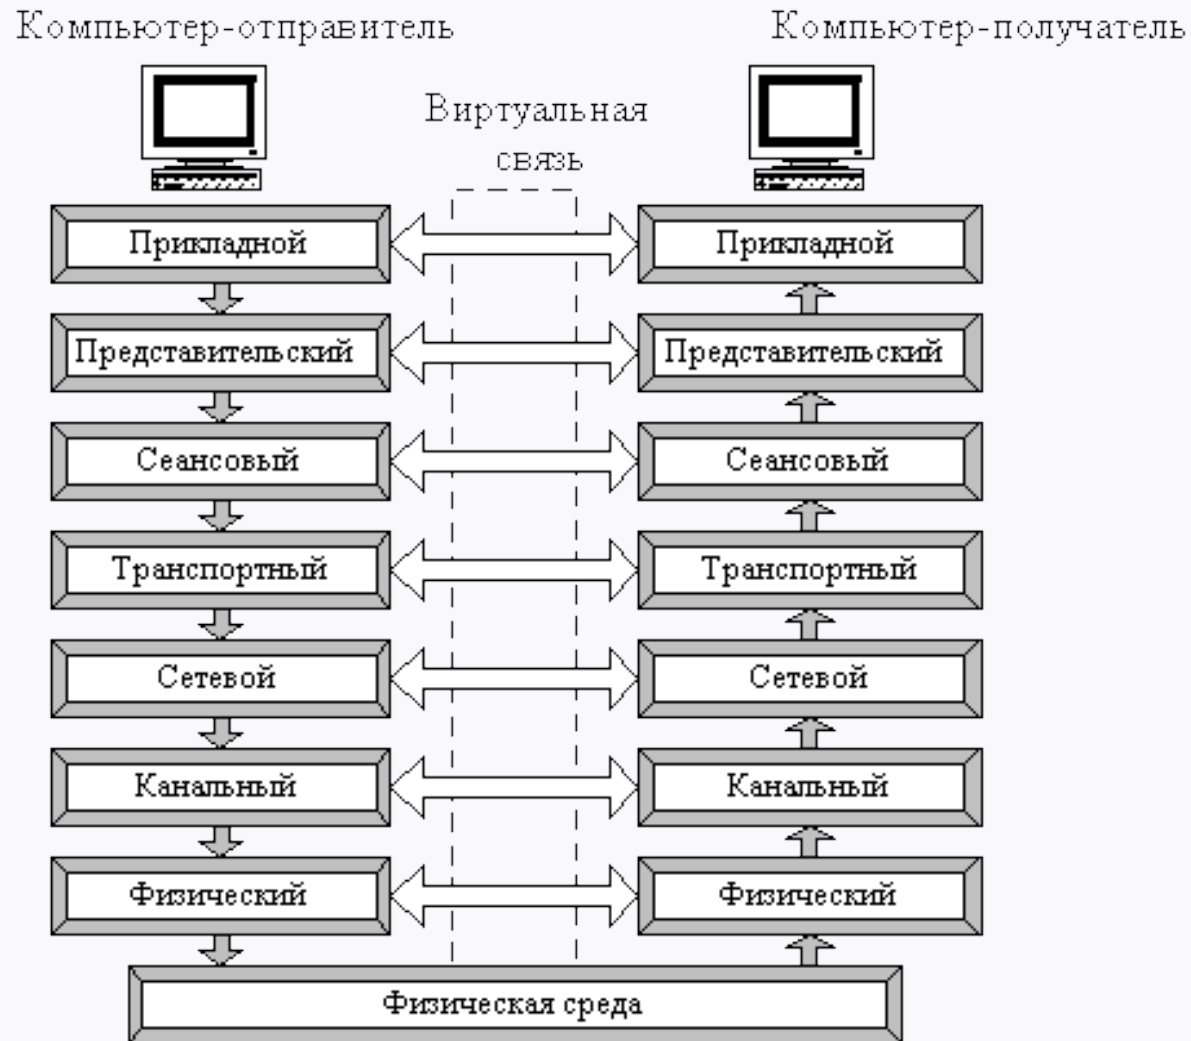 Компьютер-отправитель
Компьютер-получатель
Виртуальная
связь
Прикладной
Прикладной
Представительский
Представительский
Сеансовый
Сеансовый
Транспортный
Транспортный
Сетевой
Сетевой
Канальный
Канальный
Физический
Физический
Физическая среда